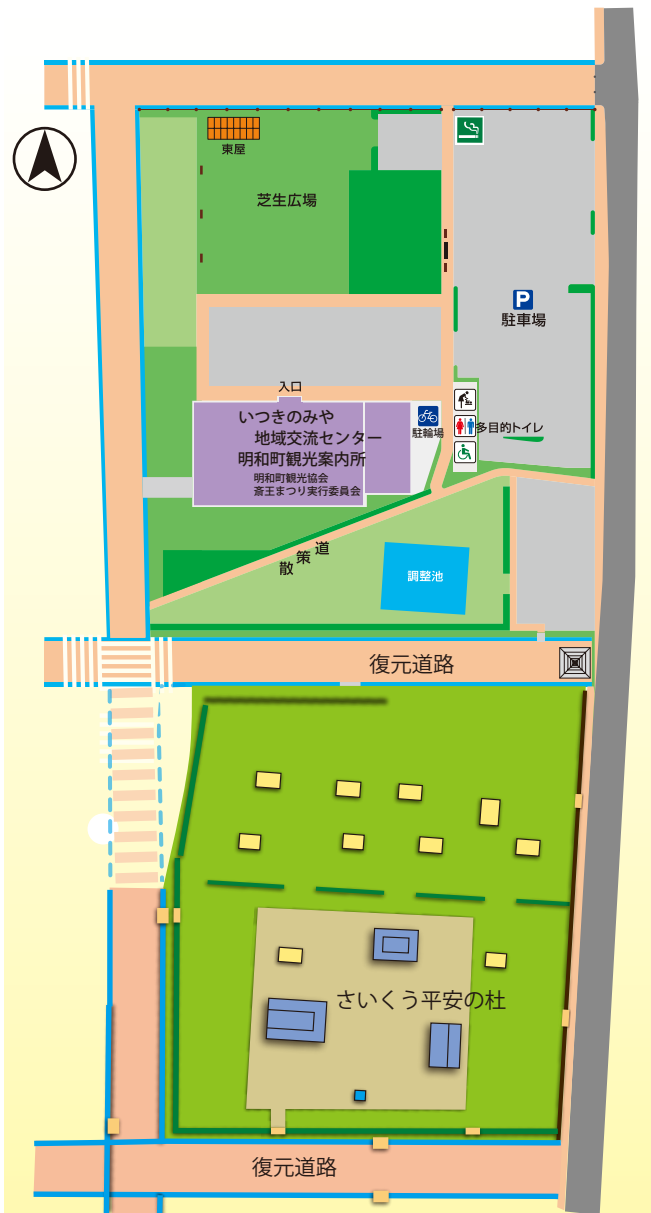 東屋
芝生広場
P
駐車場
入口
いつきのみや
地域交流センター
明和町観光案内所
明和町観光協会
斎王まつり実行委員会
駐輪場
多目的トイレ
散策道
調整池
復元道路
さいくう平安の杜
復元道路